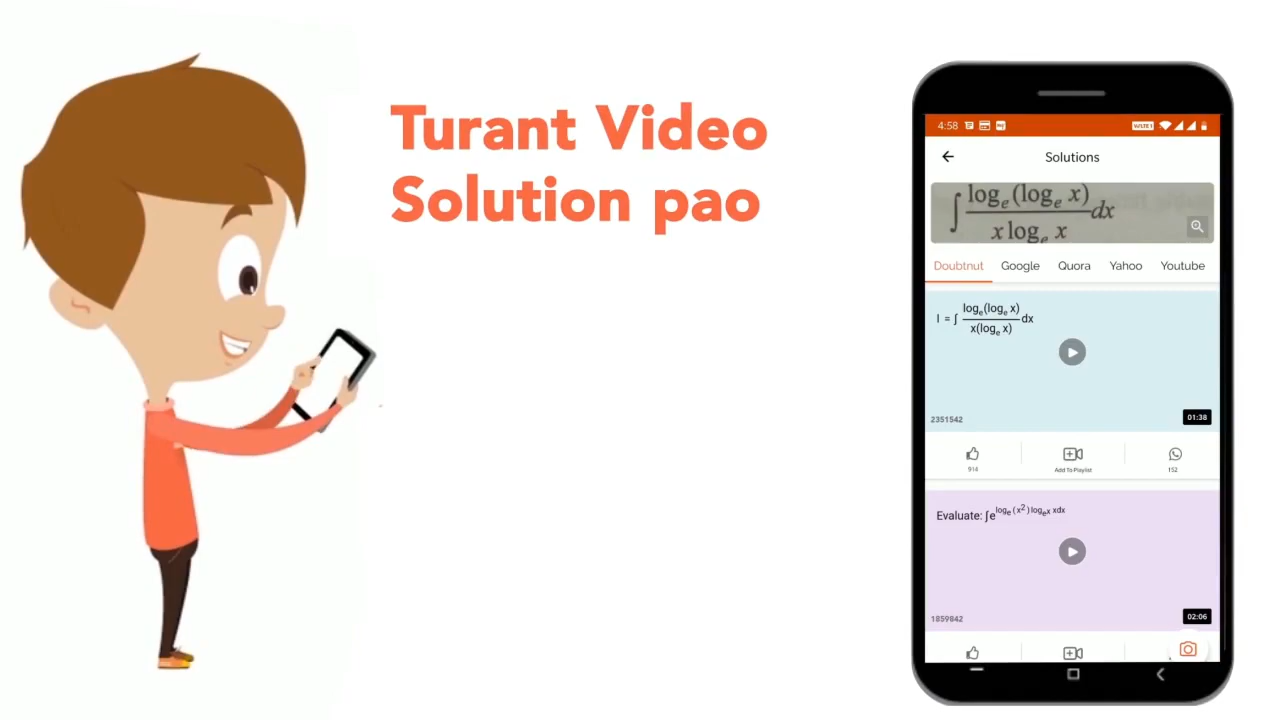 Turant Video
Solution pao
4:58
VoLTE
Solutions
∫ logₑ(logₑ x) / x logₑ x dx
Doubtnut Google Quora Yahoo Youtube
I = ∫ logₑ(logₑ x) / x(logₑ x) dx
2351542 01:38
914 Add To Playlist 152
Evaluate: ∫e^logₑ(x²)logₑx xdx
1859842 02:06